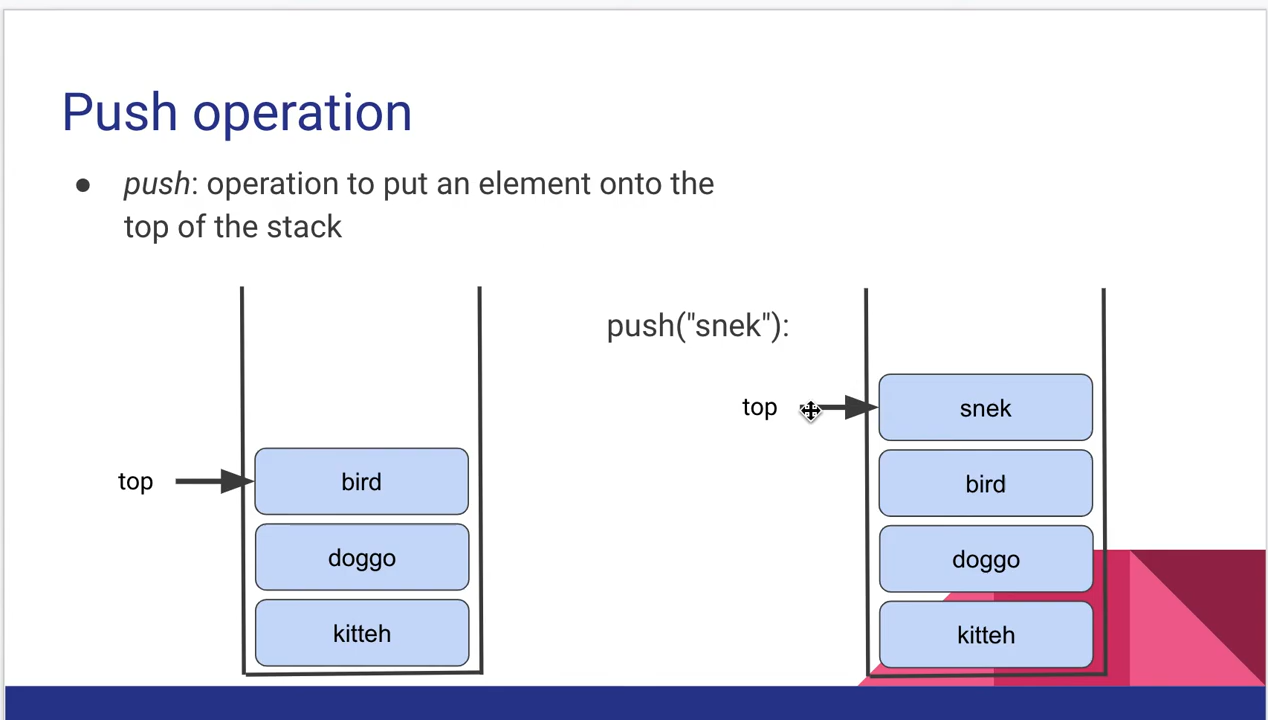 Push operation
● push: operation to put an element onto the
top of the stack
push("snek"):
top
bird
doggo
kitteh
top
snek
bird
doggo
kitteh